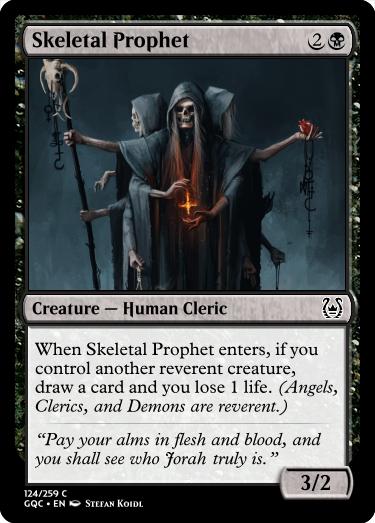 Skeletal Prophet 2
Creature — Human Cleric
When Skeletal Prophet enters, if you
control another reverent creature,
draw a card and you lose 1 life. (Angels,
Clerics, and Demons are reverent.)
“Pay your alms in flesh and blood, and
you shall see who Jorah truly is.”
3/2
124/259 C
GQC • EN Stefan Koidl